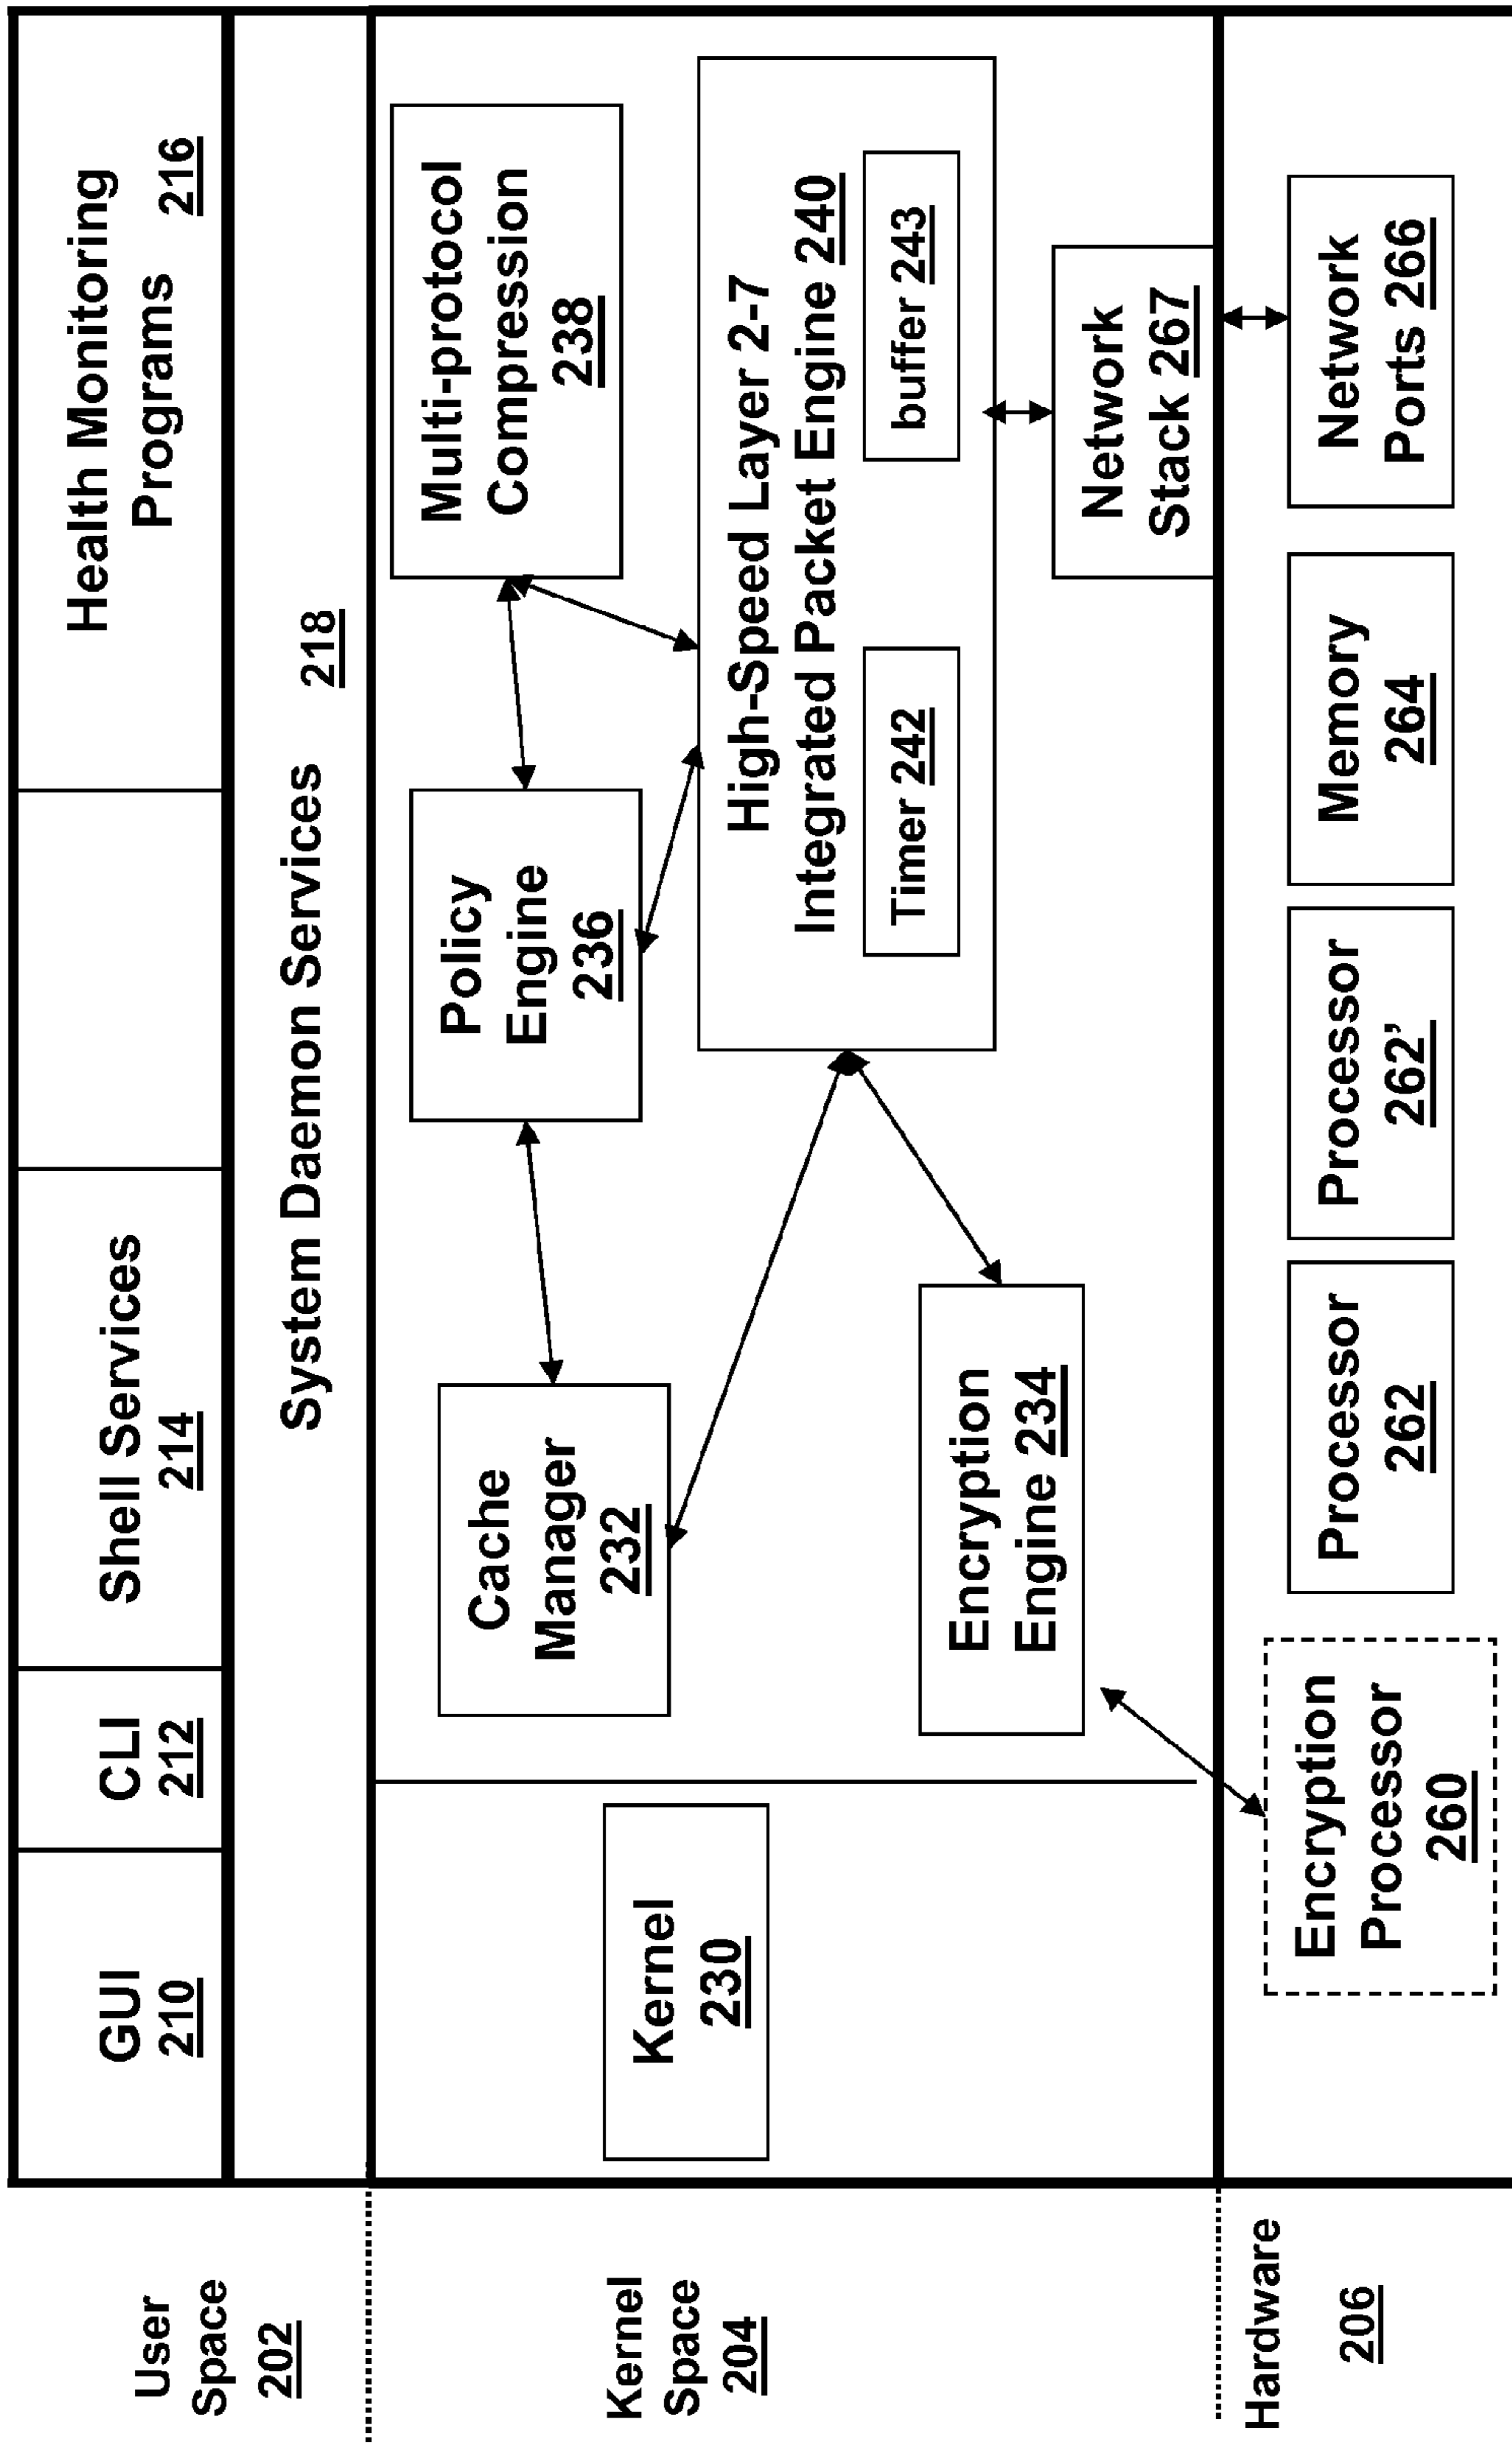 User
Space
202
GUI
210
CLI
212
Shell Services
214
Health Monitoring
Programs 216
System Daemon Services 218
Kernel
Space
204
Kernel
230
Cache
Manager
232
Policy
Engine
236
Multi-protocol
Compression
238
High-Speed Layer 2-7
Integrated Packet Engine 240
Timer 242
buffer 243
Encryption
Engine 234
Network
Stack 267
Hardware
206
Encryption
Processor
260
Processor
262
Processor
262’
Memory
264
Network
Ports 266